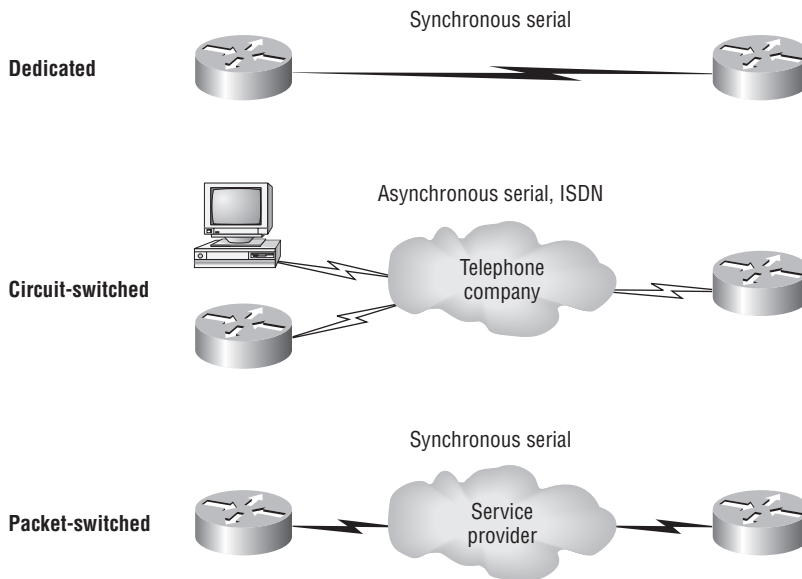 Synchronous serial
Dedicated
Asynchronous serial, ISDN
Telephone
company
Circuit-switched
Synchronous serial
Service
provider
Packet-switched